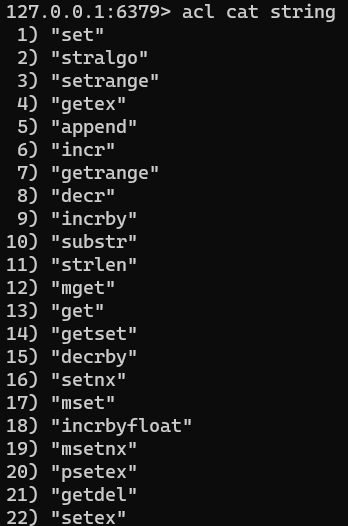 127.0.0.1:6379> acl cat string
 1) "set"
 2) "stralgo"
 3) "setrange"
 4) "getex"
 5) "append"
 6) "incr"
 7) "getrange"
 8) "decr"
 9) "incrby"
10) "substr"
11) "strlen"
12) "mget"
13) "get"
14) "getset"
15) "decrby"
16) "setnx"
17) "mset"
18) "incrbyfloat"
19) "msetnx"
20) "psetex"
21) "getdel"
22) "setex"